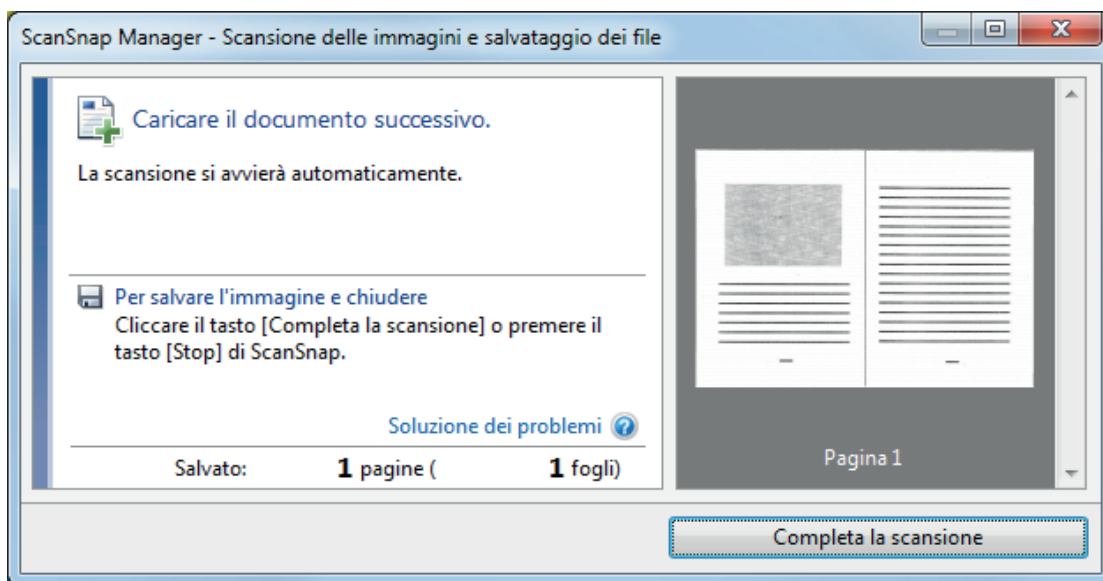 ScanSnap Manager - Scansione delle immagini e salvataggio dei file
Caricare il documento successivo.
La scansione si avvierà automaticamente.
Per salvare l'immagine e chiudere
Cliccare il tasto [Completa la scansione] o premere il
tasto [Stop] di ScanSnap.
Soluzione dei problemi
Salvato: 1 pagine ( 1 fogli)
Pagina 1
Completa la scansione